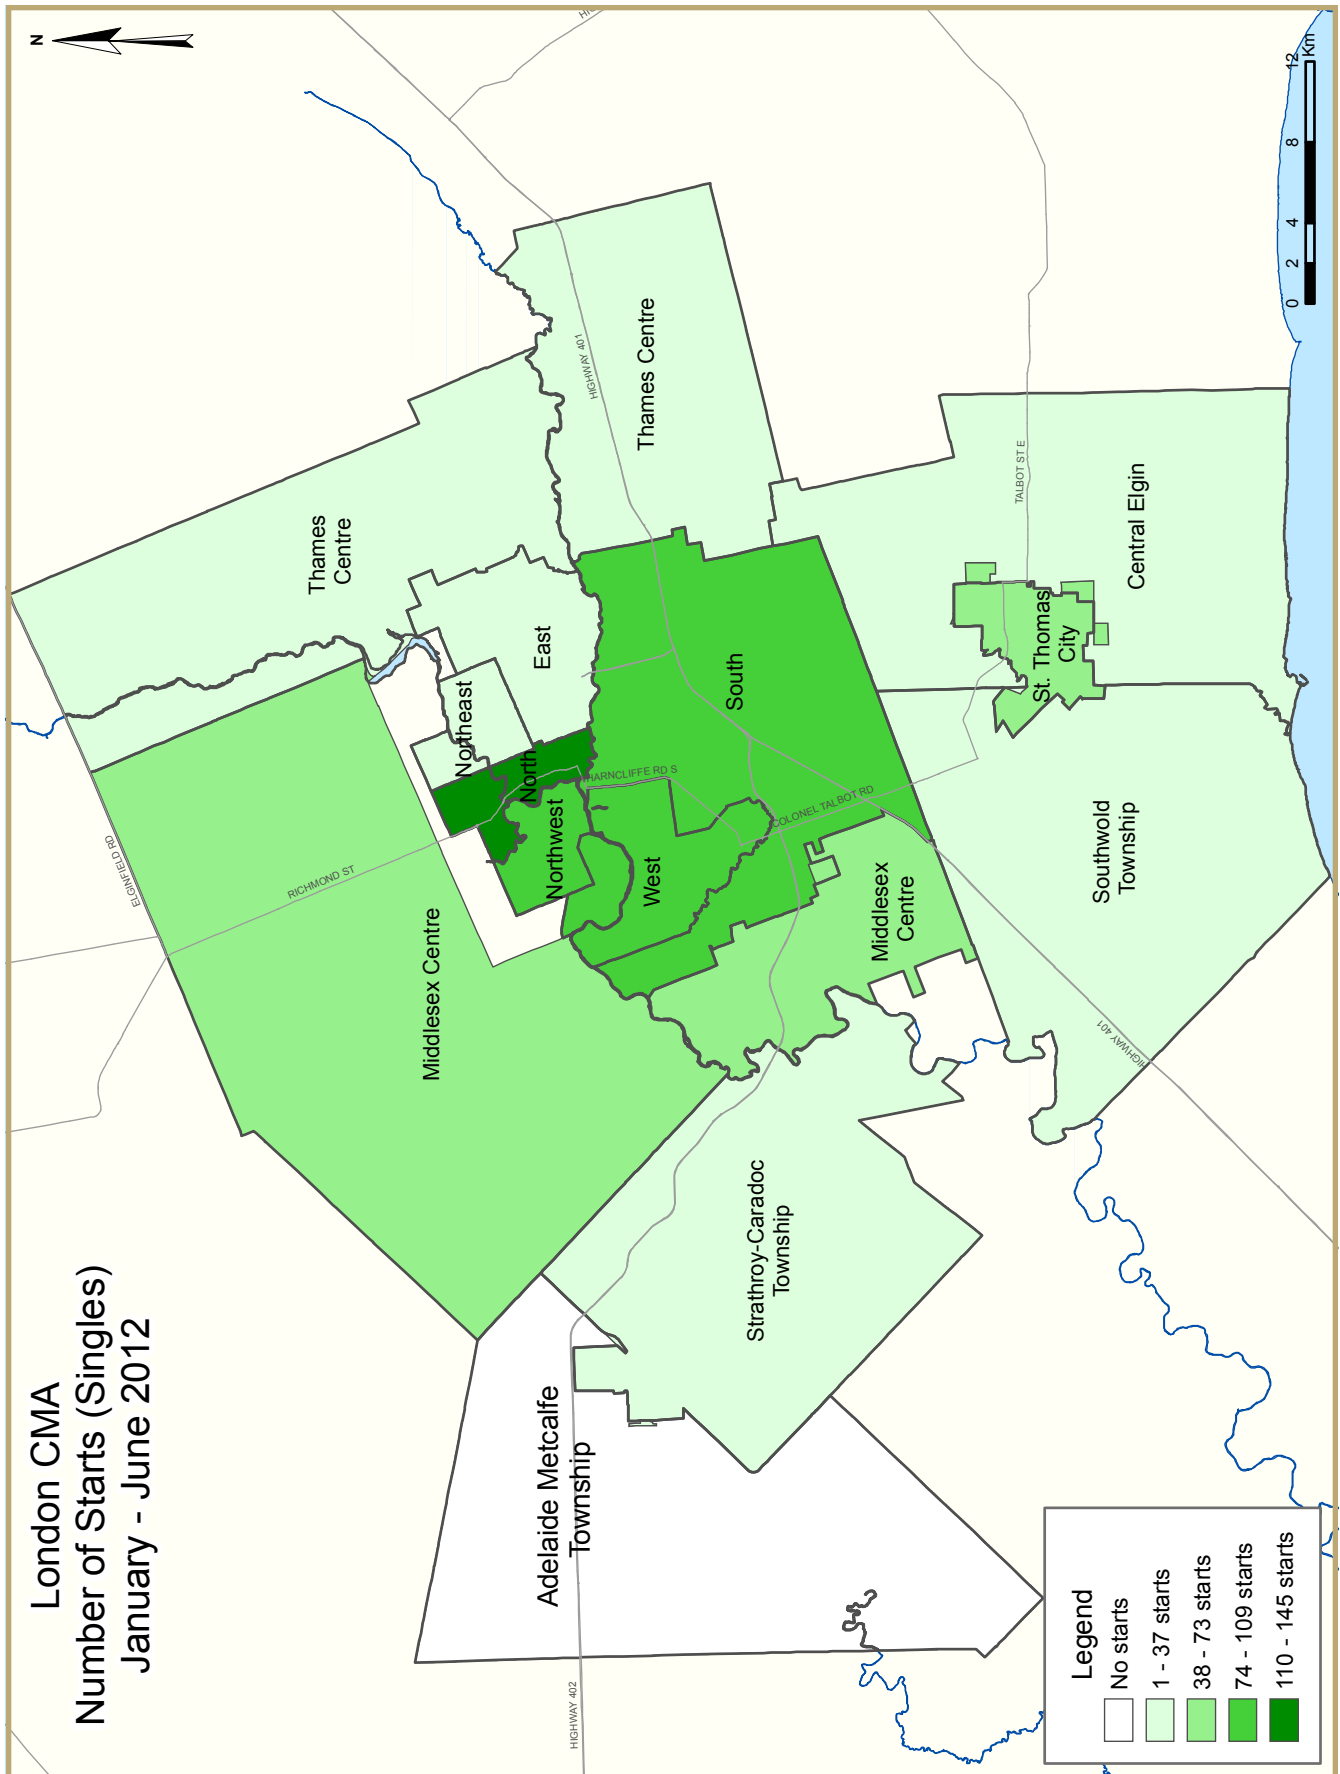 London CMA
Number of Starts (Singles)
January - June 2012
N
ELGINFIELD RD
RICHMOND ST
Middlesex Centre
Thames
Centre
Northeast
North
Northwest
East
West
South
WHARNCLIFFE RD S
COLONEL TALBOT RD
HIGHWAY 401
Thames Centre
Middlesex
Centre
Adelaide Metcalfe
Township
Strathroy-Caradoc
Township
HIGHWAY 402
TALBOT ST E
St. Thomas
City
Central Elgin
Southwold
Township
HIGHWAY 401
Legend
No starts
1 - 37 starts
38 - 73 starts
74 - 109 starts
110 - 145 starts
0 2 4 8 12
Km